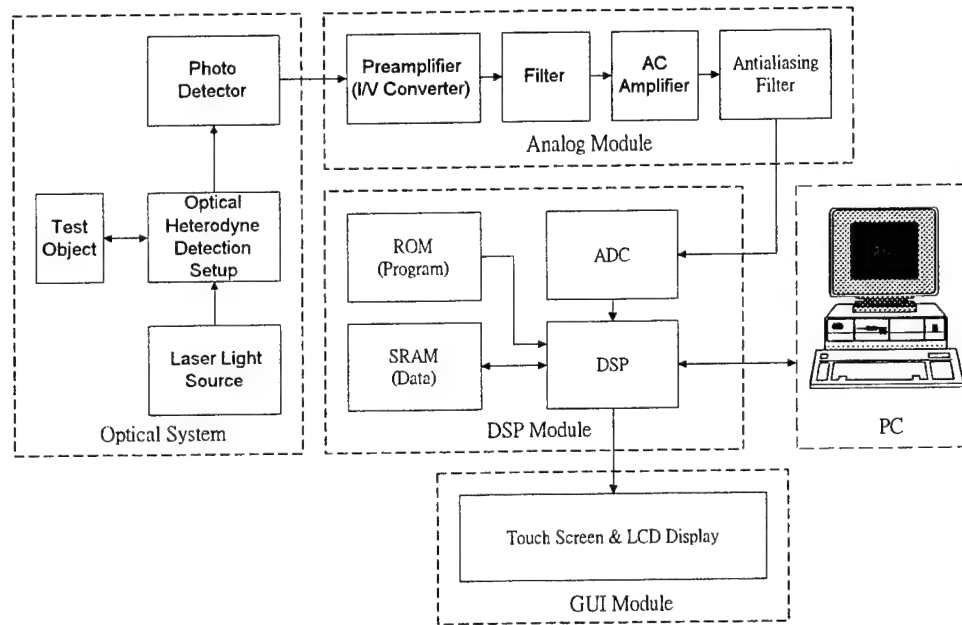 Photo
Detector
Preamplifier
(I/V Converter)
Filter
AC
Amplifier
Antialiasing
Filter
Analog Module
Test
Object
Optical
Heterodyne
Detection
Setup
Laser Light
Source
Optical System
ROM
(Program)
ADC
SRAM
(Data)
DSP
DSP Module
PC
Touch Screen & LCD Display
GUI Module